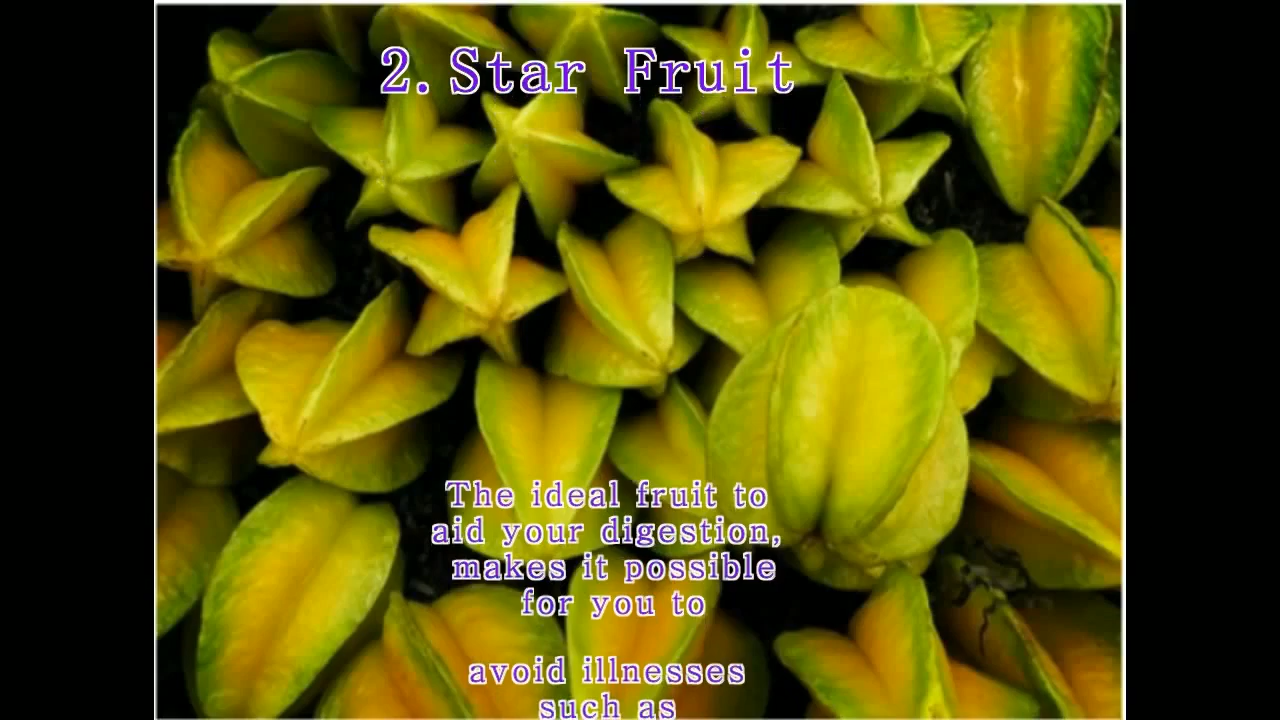 2. Star Fruit
The ideal fruit to
aid your digestion,
makes it possible
for you to
avoid illnesses
such as